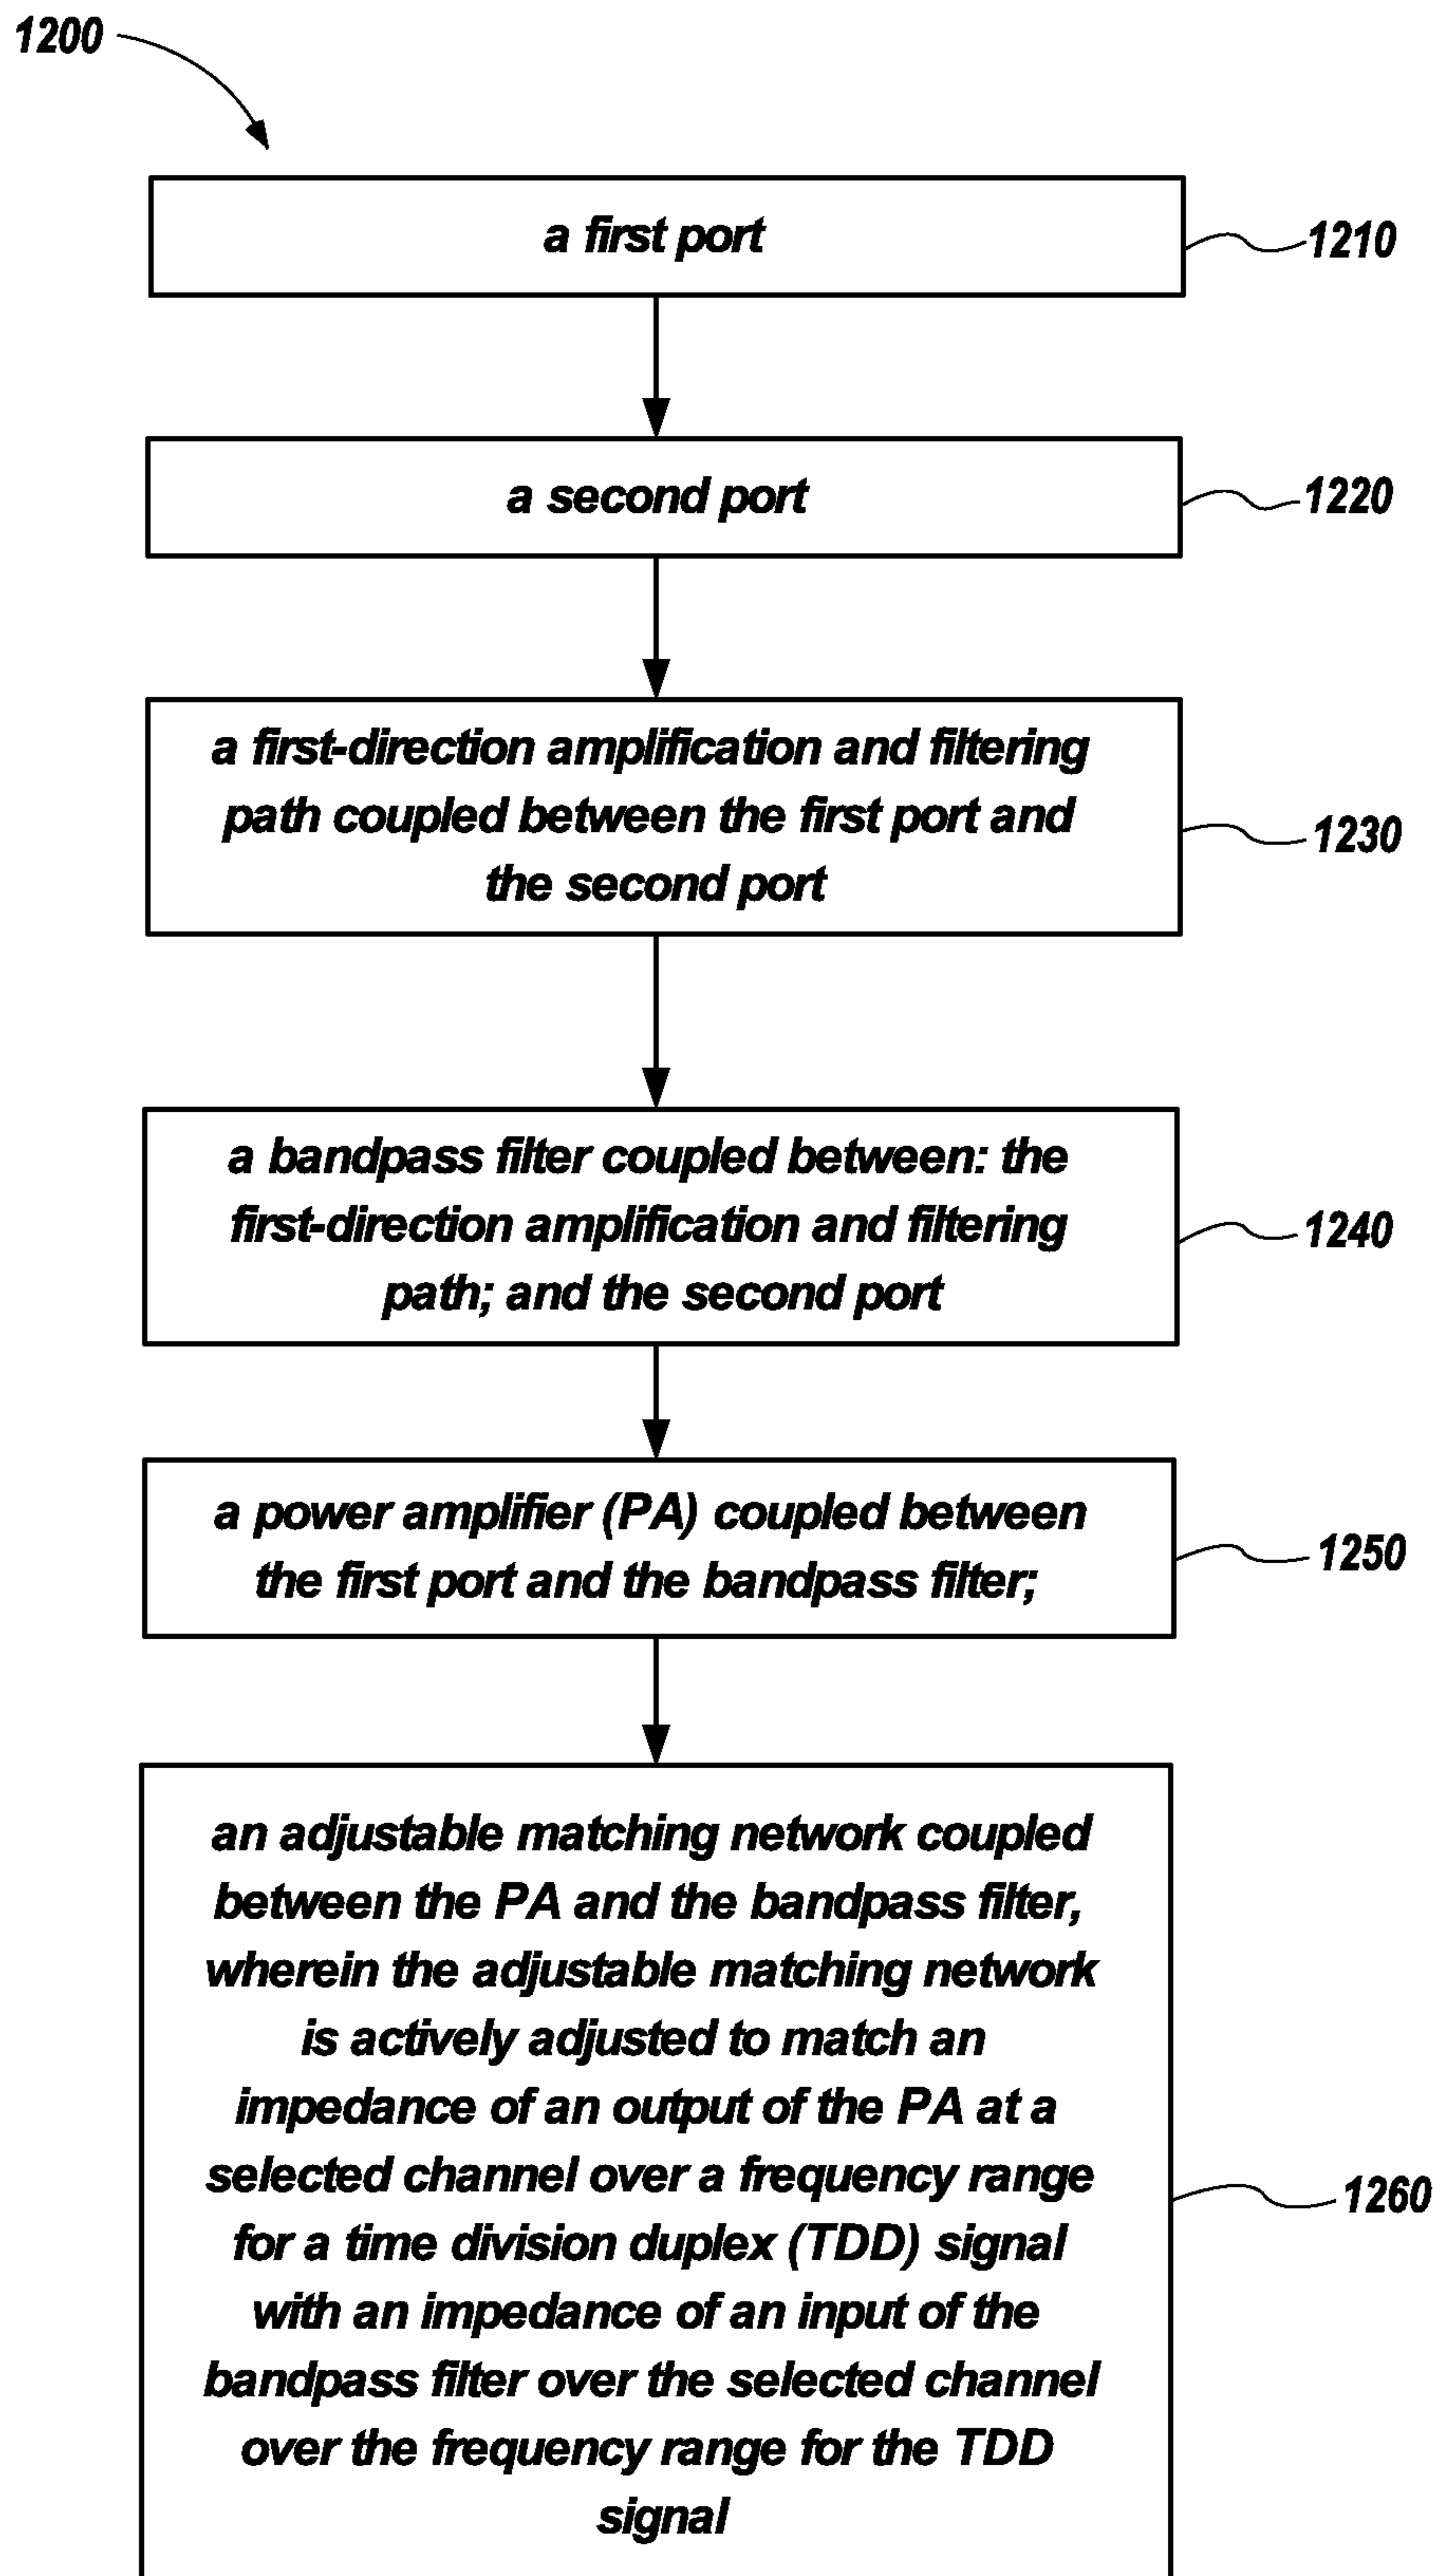 1200
a first port
1210
a second port
1220
a first-direction amplification and filtering
path coupled between the first port and
the second port
1230
a bandpass filter coupled between: the
first-direction amplification and filtering
path; and the second port
1240
a power amplifier (PA) coupled between
the first port and the bandpass filter;
1250
an adjustable matching network coupled
between the PA and the bandpass filter,
wherein the adjustable matching network
is actively adjusted to match an
impedance of an output of the PA at a
selected channel over a frequency range
for a time division duplex (TDD) signal
with an impedance of an input of the
bandpass filter over the selected channel
over the frequency range for the TDD
signal
1260